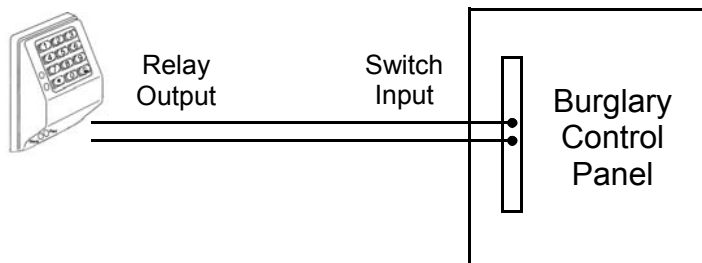 Relay
Output
Switch
Input
Burglary
Control
Panel